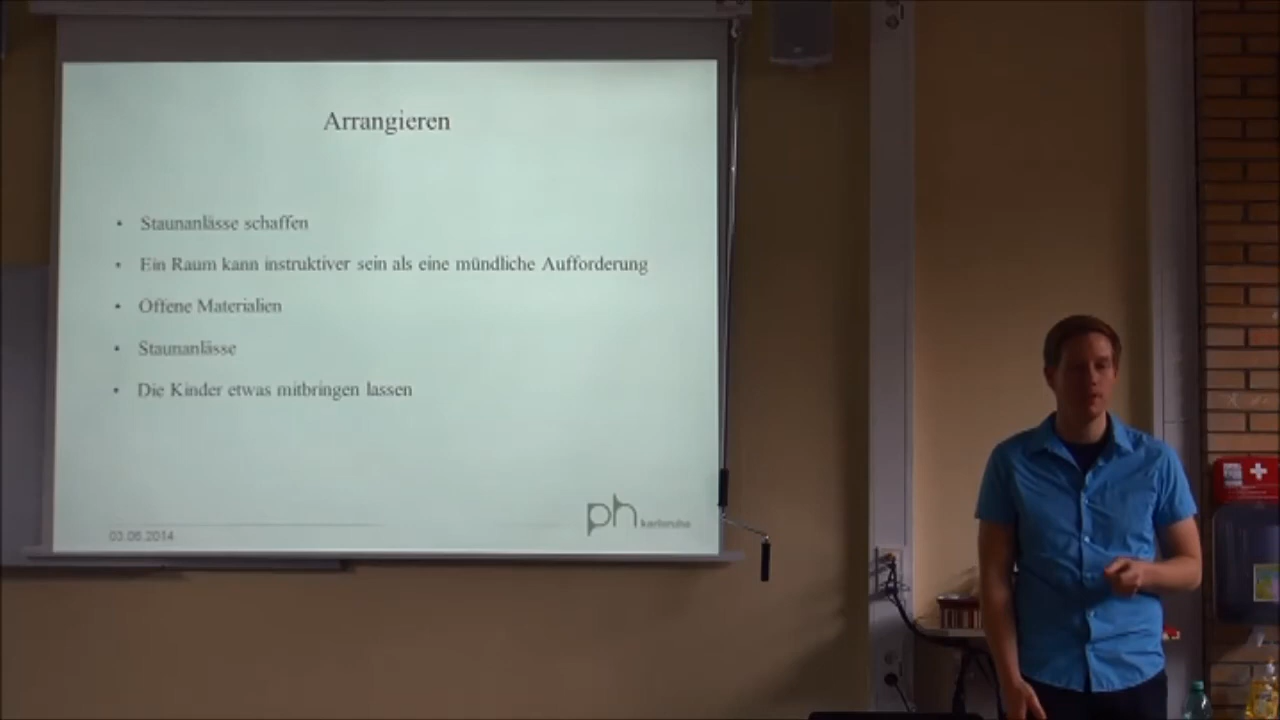 Arrangieren
• Staunanlässe schaffen
• Ein Raum kann instruktiver sein als eine mündliche Aufforderung
• Offene Materialien
• Staunanlässe
• Die Kinder etwas mitbringen lassen
03.06.2014
ph karlsruhe